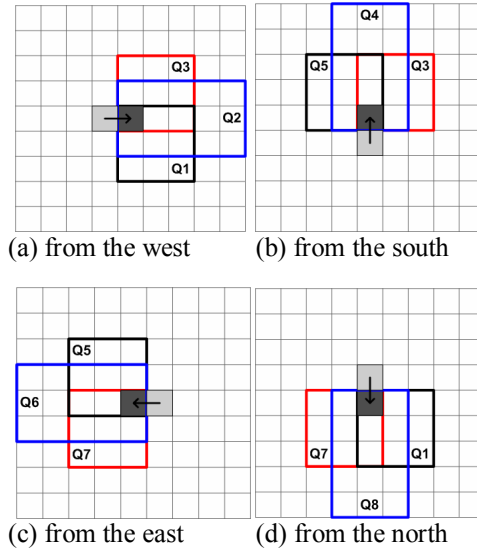 Q3
Q2
Q1
(a) from the west
Q4
Q5 Q3
(b) from the south
Q5
Q6
Q7
(c) from the east
Q7 Q1
Q8
(d) from the north